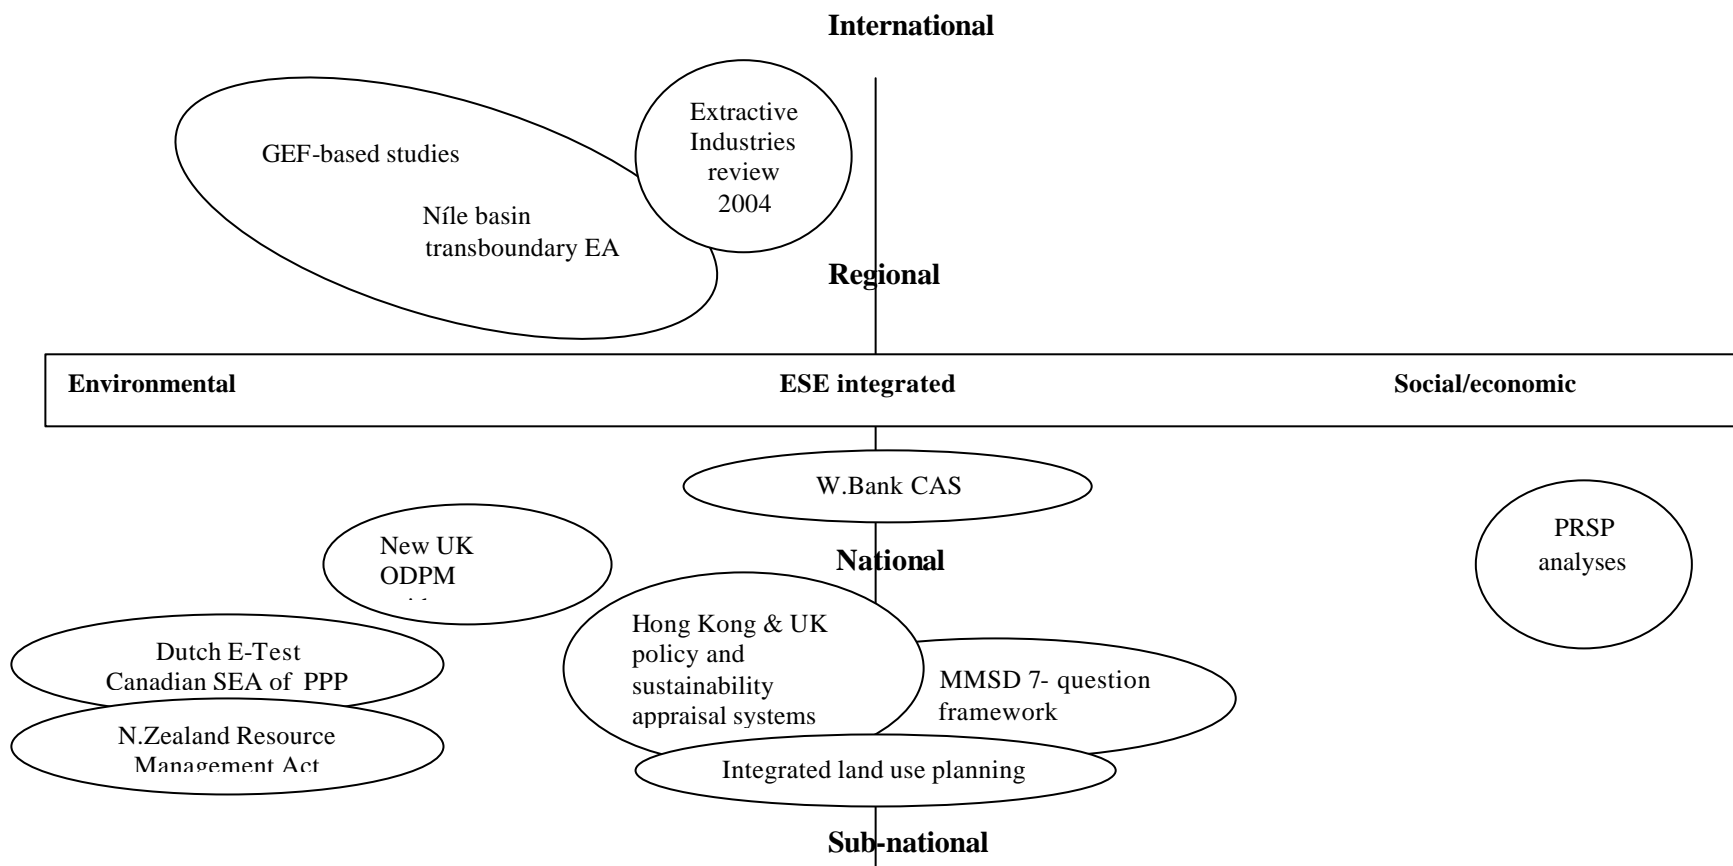 International
Extractive
Industries
review
2004
GEF-based studies
Níle basin
transboundary EA
Regional
Environmental
ESE integrated
Social/economic
W.Bank CAS
New UK
ODPM
National
PRSP
analyses
Hong Kong & UK
policy and
sustainability
appraisal systems
Dutch E-Test
Canadian SEA of PPP
MMSD 7- question
framework
N.Zealand Resource
Management Act
Integrated land use planning
Sub-national